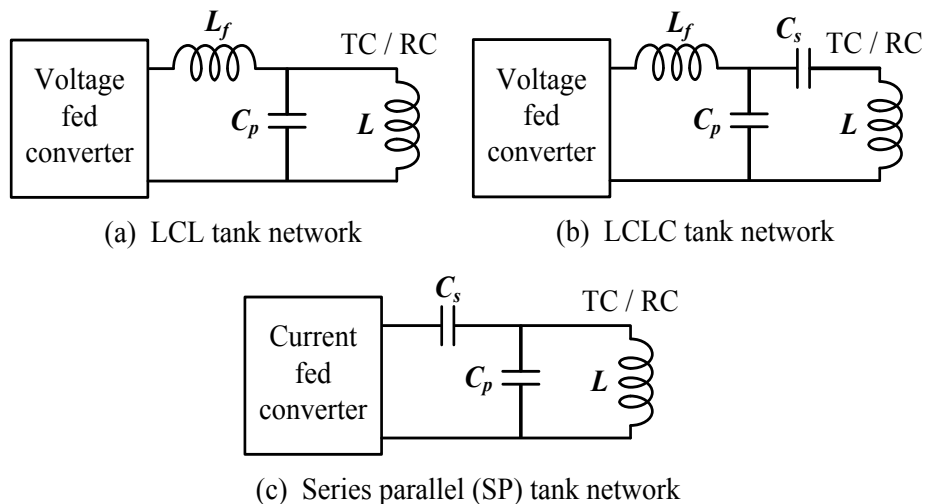 L_f
TC / RC
Voltage
fed
converter
C_p
L
(a) LCL tank network
L_f
C_s
TC / RC
Voltage
fed
converter
C_p
L
(b) LCLC tank network
C_s
TC / RC
Current
fed
converter
C_p
L
(c) Series parallel (SP) tank network